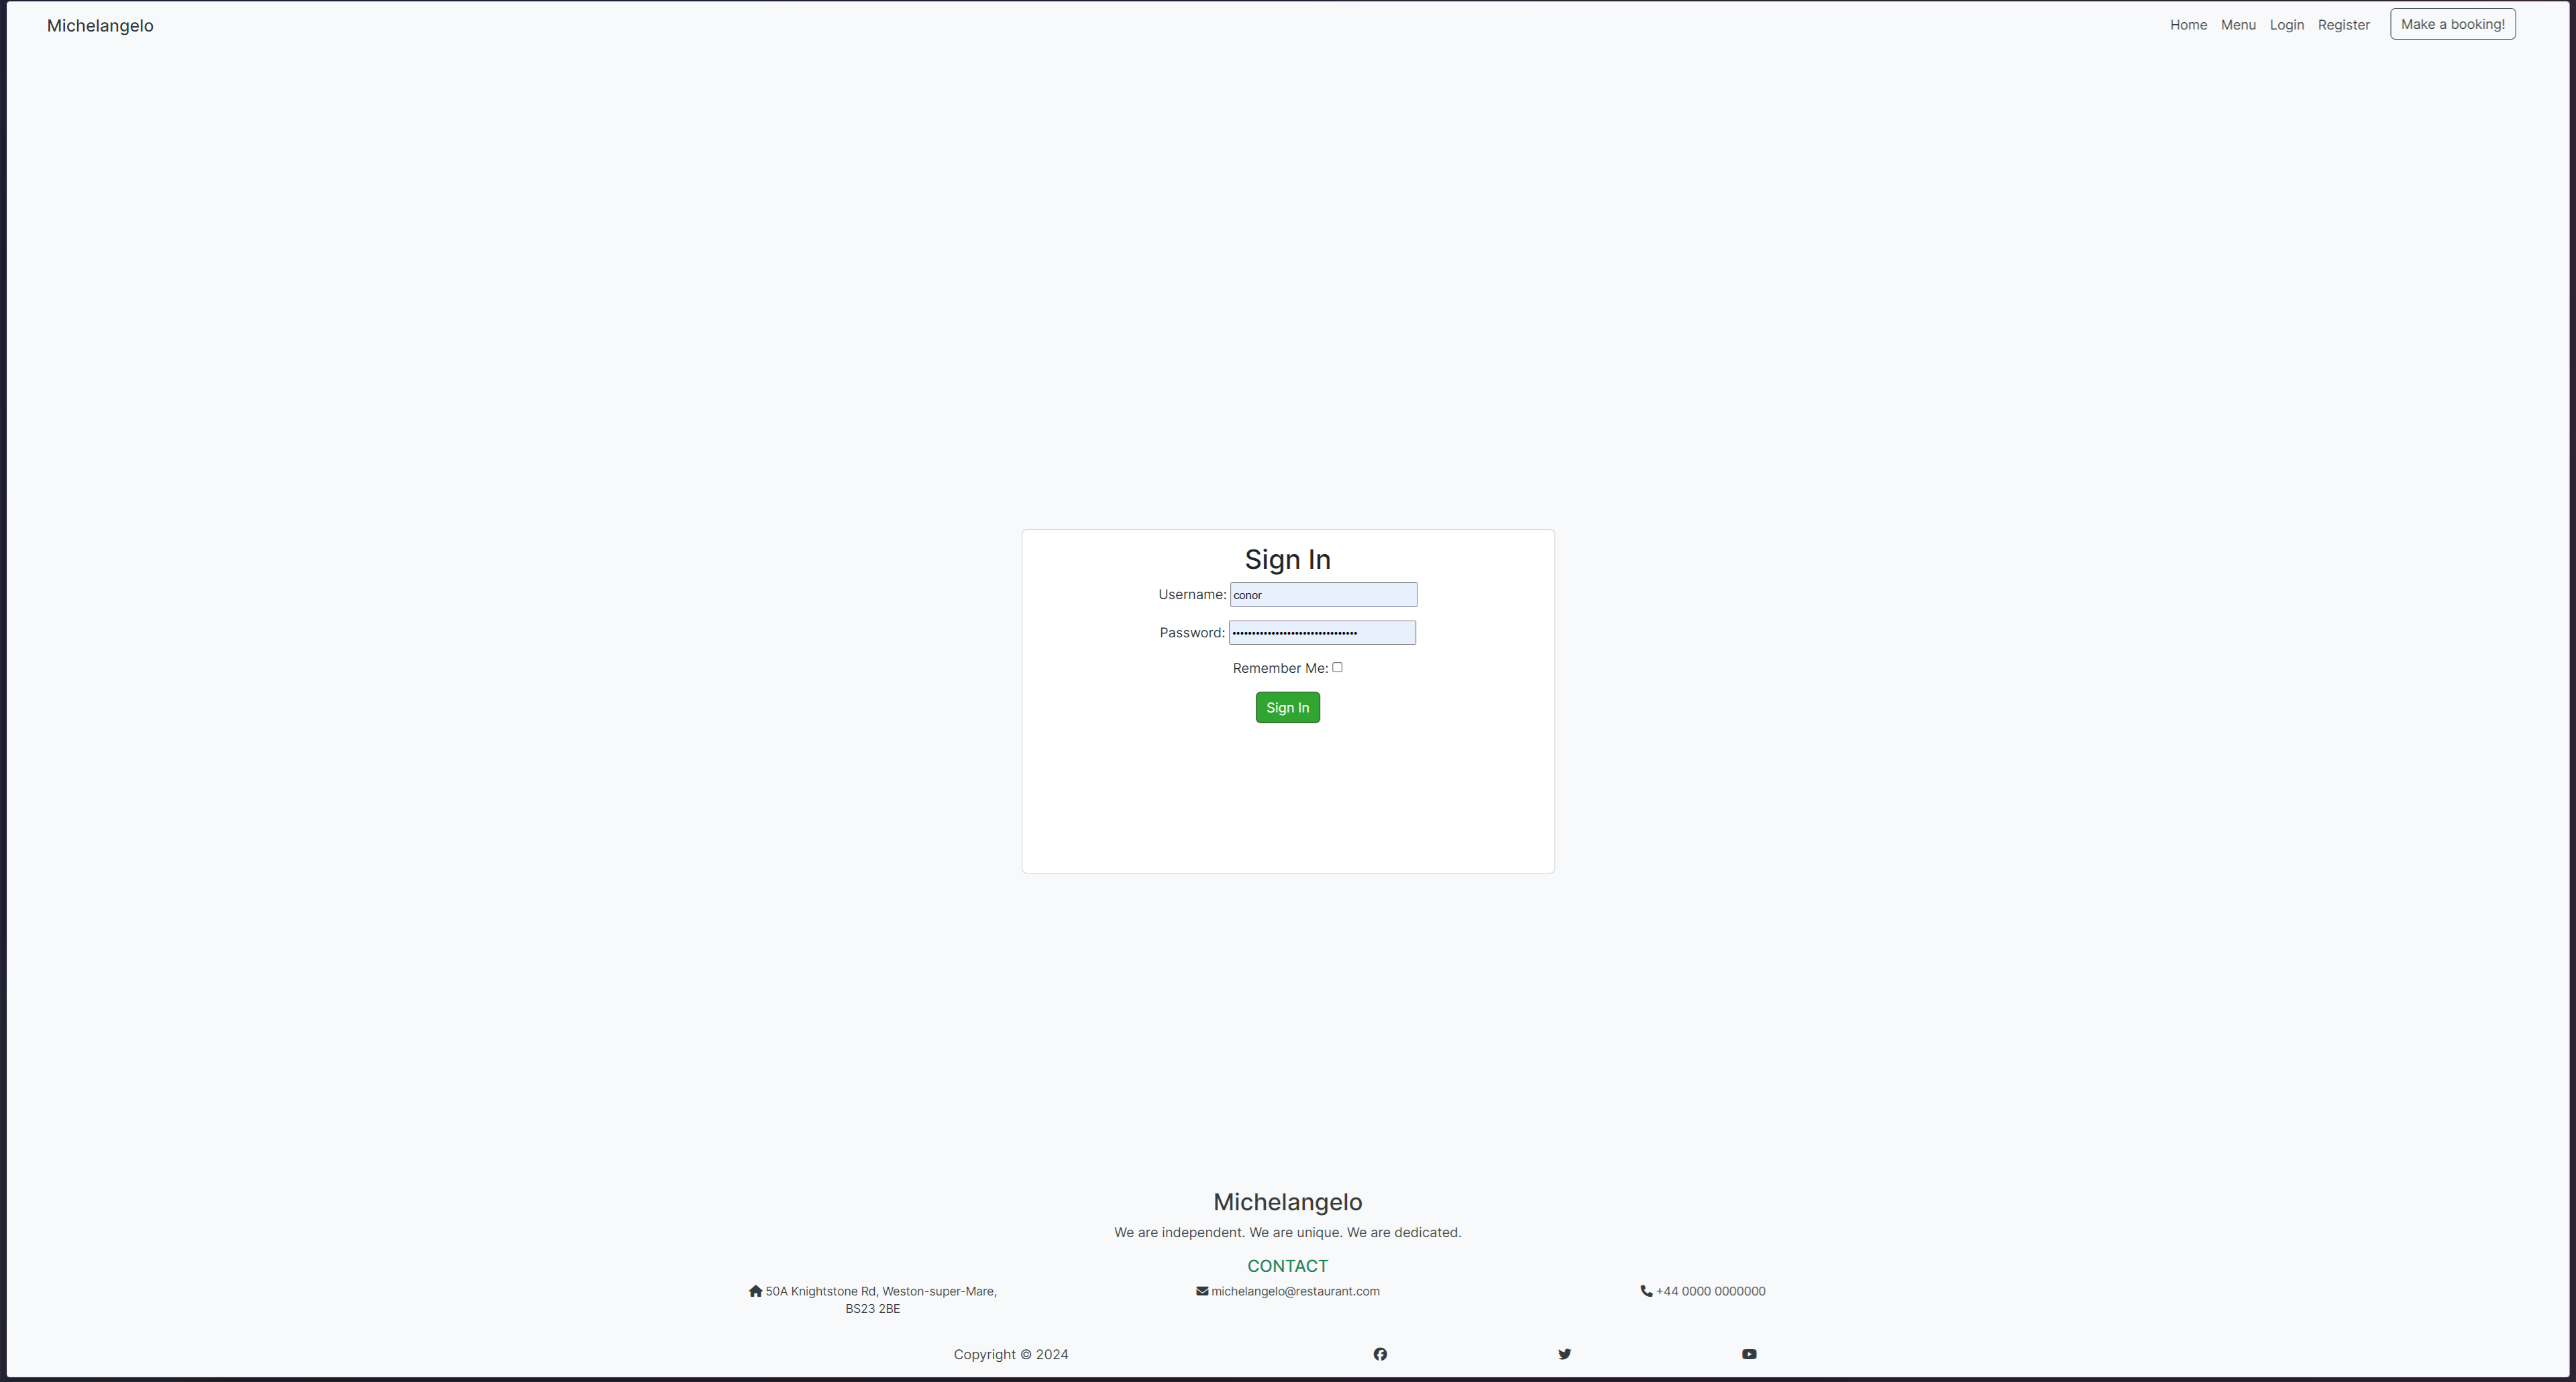 Michelangelo
Home Menu Login Register Make a booking!
Sign In
Username: conor
Password: ••••••••••••••••••••••••••••••••
Remember Me:
Sign In
Michelangelo
We are independent. We are unique. We are dedicated.
CONTACT
50A Knightstone Rd, Weston-super-Mare,
BS23 2BE
michelangelo@restaurant.com
+44 0000 0000000
Copyright © 2024